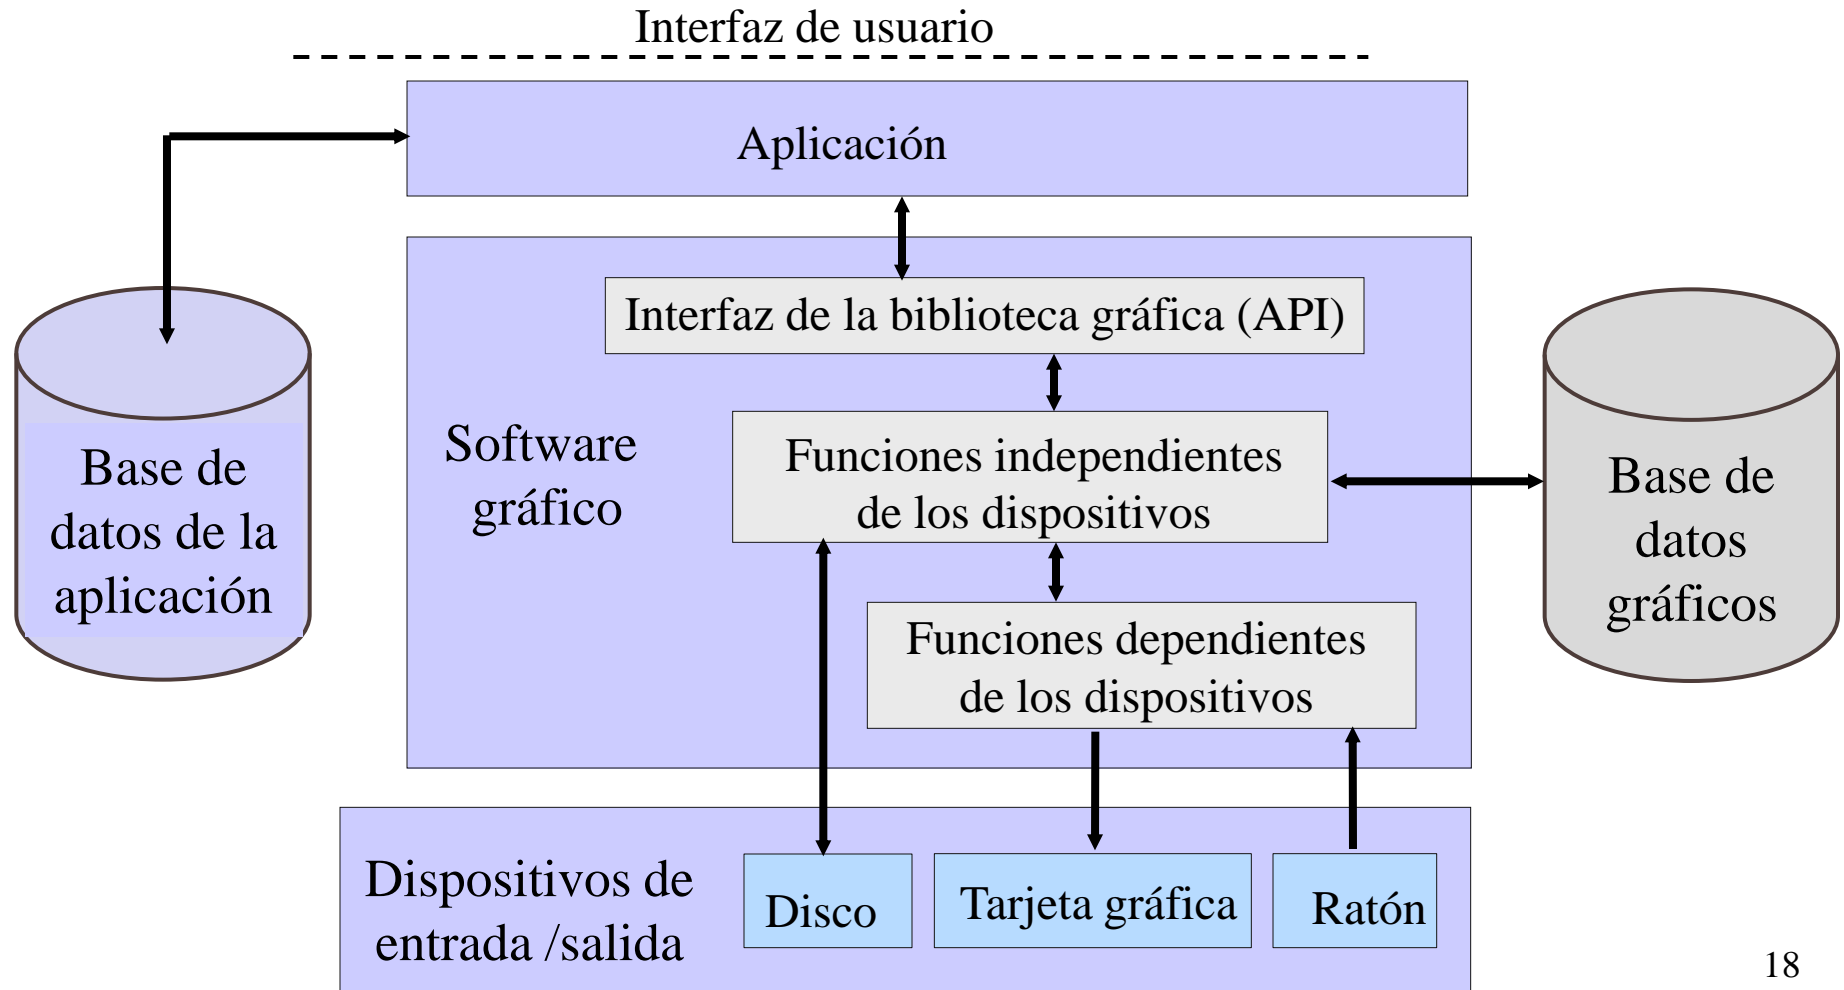 Interfaz de usuario
Aplicación
Interfaz de la biblioteca gráfica (API)
Software
gráfico
Funciones independientes
de los dispositivos
Funciones dependientes
de los dispositivos
Base de
datos de la
aplicación
Base de
datos
gráficos
Dispositivos de
entrada /salida
Disco
Tarjeta gráfica
Ratón
18